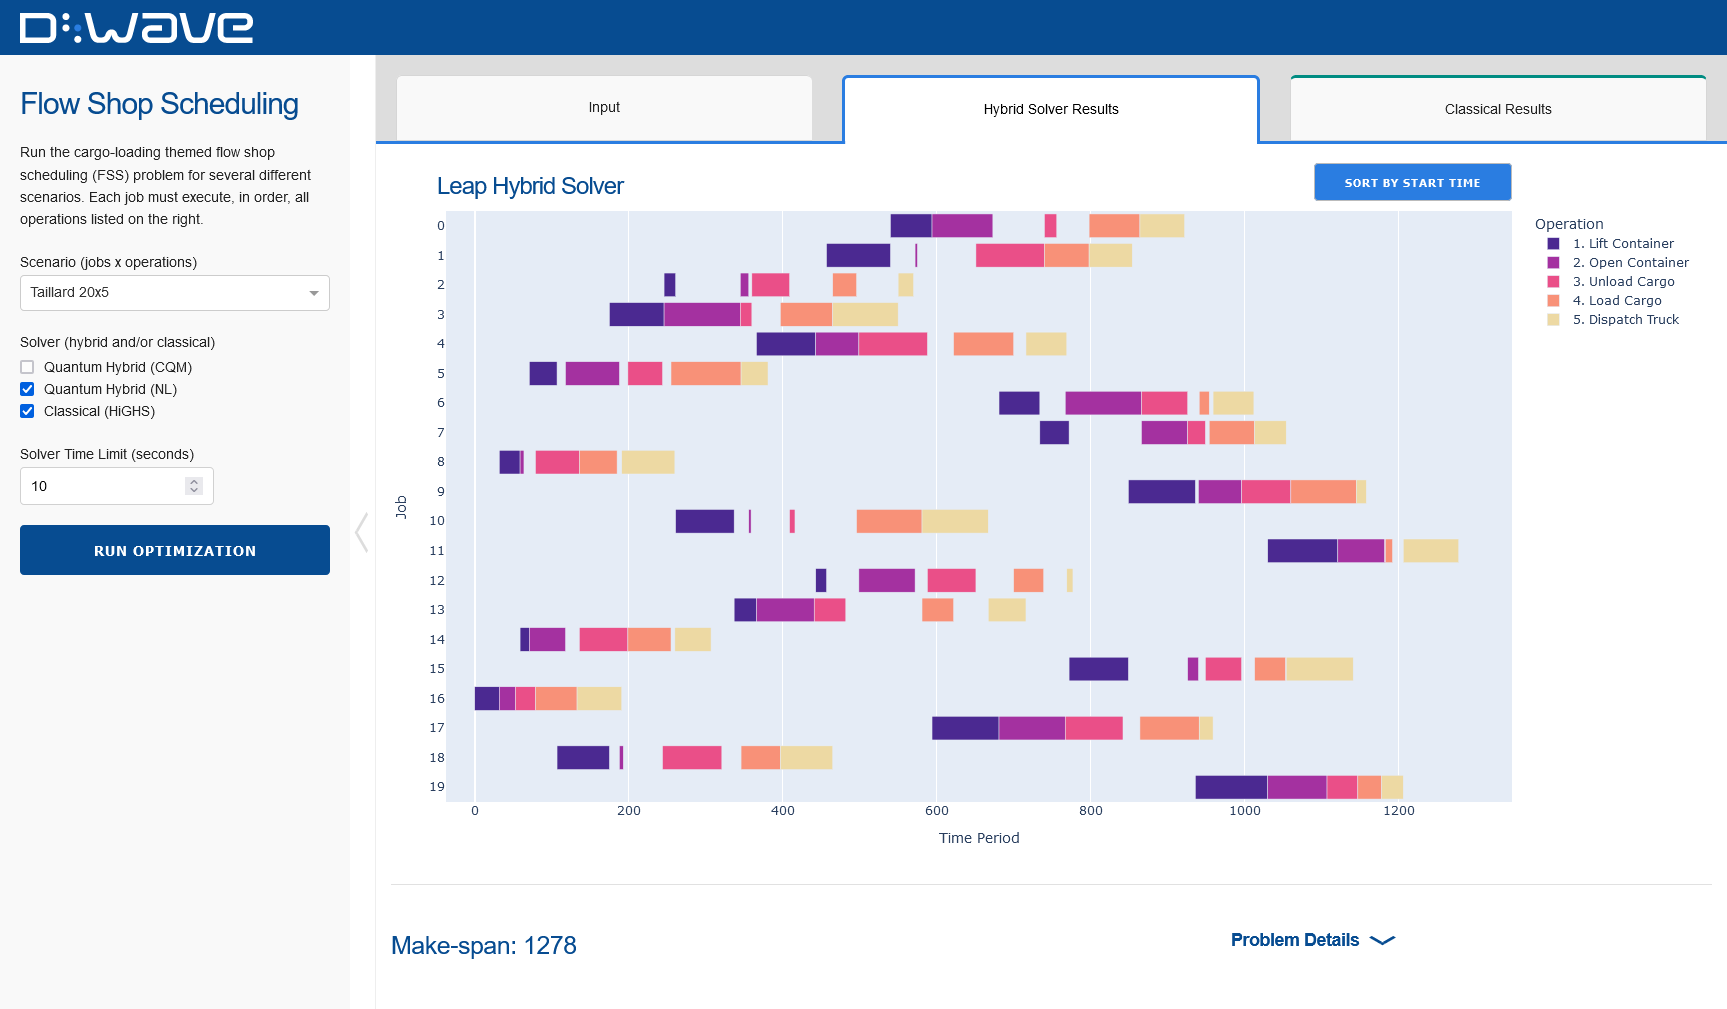 D:Wave
Flow Shop Scheduling
Run the cargo-loading themed flow shop
scheduling (FSS) problem for several different
scenarios. Each job must execute, in order, all
operations listed on the right.
Scenario (jobs x operations)
Taillard 20x5
Solver (hybrid and/or classical)
Quantum Hybrid (CQM)
Quantum Hybrid (NL)
Classical (HiGHS)
Solver Time Limit (seconds)
10
RUN OPTIMIZATION
Input
Hybrid Solver Results
Classical Results
Leap Hybrid Solver
SORT BY START TIME
Job
0
1
2
3
4
5
6
7
8
9
10
11
12
13
14
15
16
17
18
19
0 200 400 600 800 1000 1200
Time Period
Operation
1. Lift Container
2. Open Container
3. Unload Cargo
4. Load Cargo
5. Dispatch Truck
Make-span: 1278
Problem Details